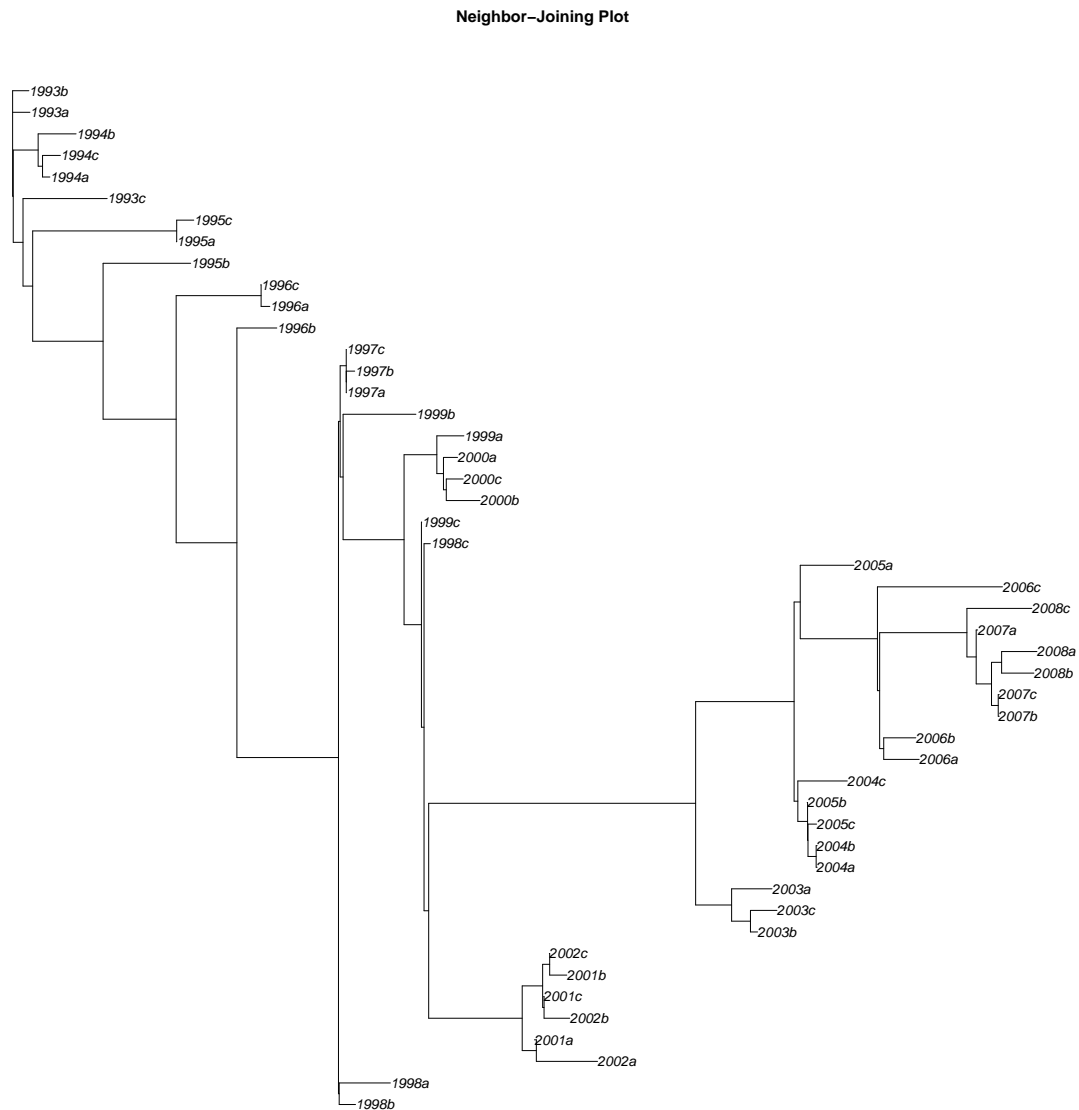 Neighbor−Joining Plot
1993b
1993a
1994b
1994c
1994a
1993c
1995c
1995a
1995b
1996c
1996a
1996b
1997c
1997b
1997a
1999b
1999a
2000a
2000c
2000b
1999c
1998c
2005a
2006c
2008c
2007a
2008a
2008b
2007c
2007b
2006b
2006a
2004c
2005b
2005c
2004b
2004a
2003a
2003c
2003b
2002c
2001b
2001c
2002b
2001a
2002a
1998a
1998b